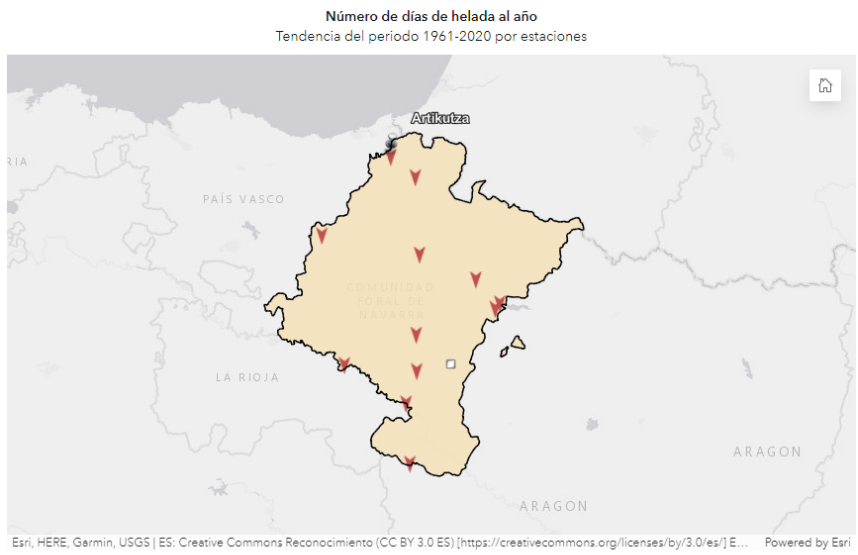 Número de días de helada al año
Tendencia del periodo 1961-2020 por estaciones
Artikutza
RIA
PAÍS VASCO
COMUNIDAD
FORAL DE
NAVARRA
LA RIOJA
ARAGON
ARAGON
Esri, HERE, Garmin, USGS | ES: Creative Commons Reconocimiento (CC BY 3.0 ES) [https://creativecommons.org/licenses/by/3.0/es/] E... Powered by Esri